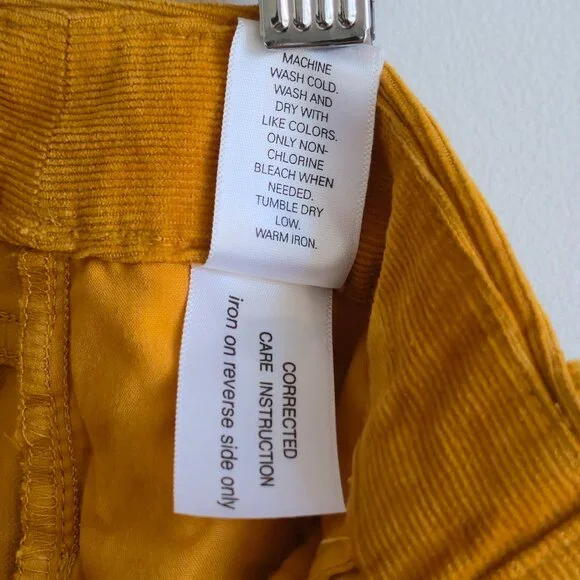 MACHINE
WASH COLD.
WASH AND
DRY WITH
LIKE COLORS.
ONLY NON-
CHLORINE
BLEACH WHEN
NEEDED.
TUMBLE DRY
LOW.
WARM IRON.
CORRECTED
CARE INSTRUCTION
iron on reverse side only